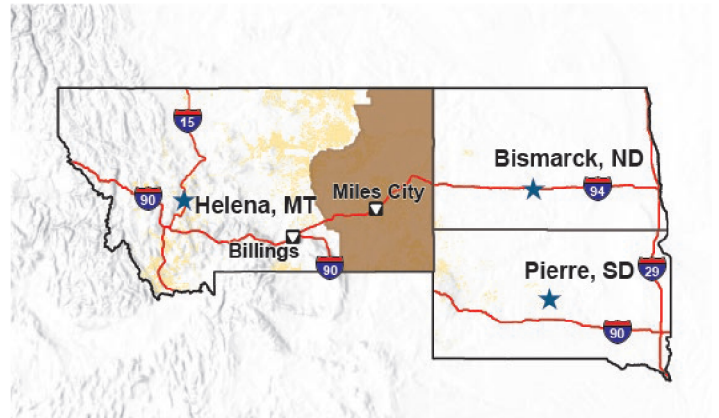 15
Bismarck, ND
90
Helena, MT
Miles City
94
Billings
90
Pierre, SD
29
90